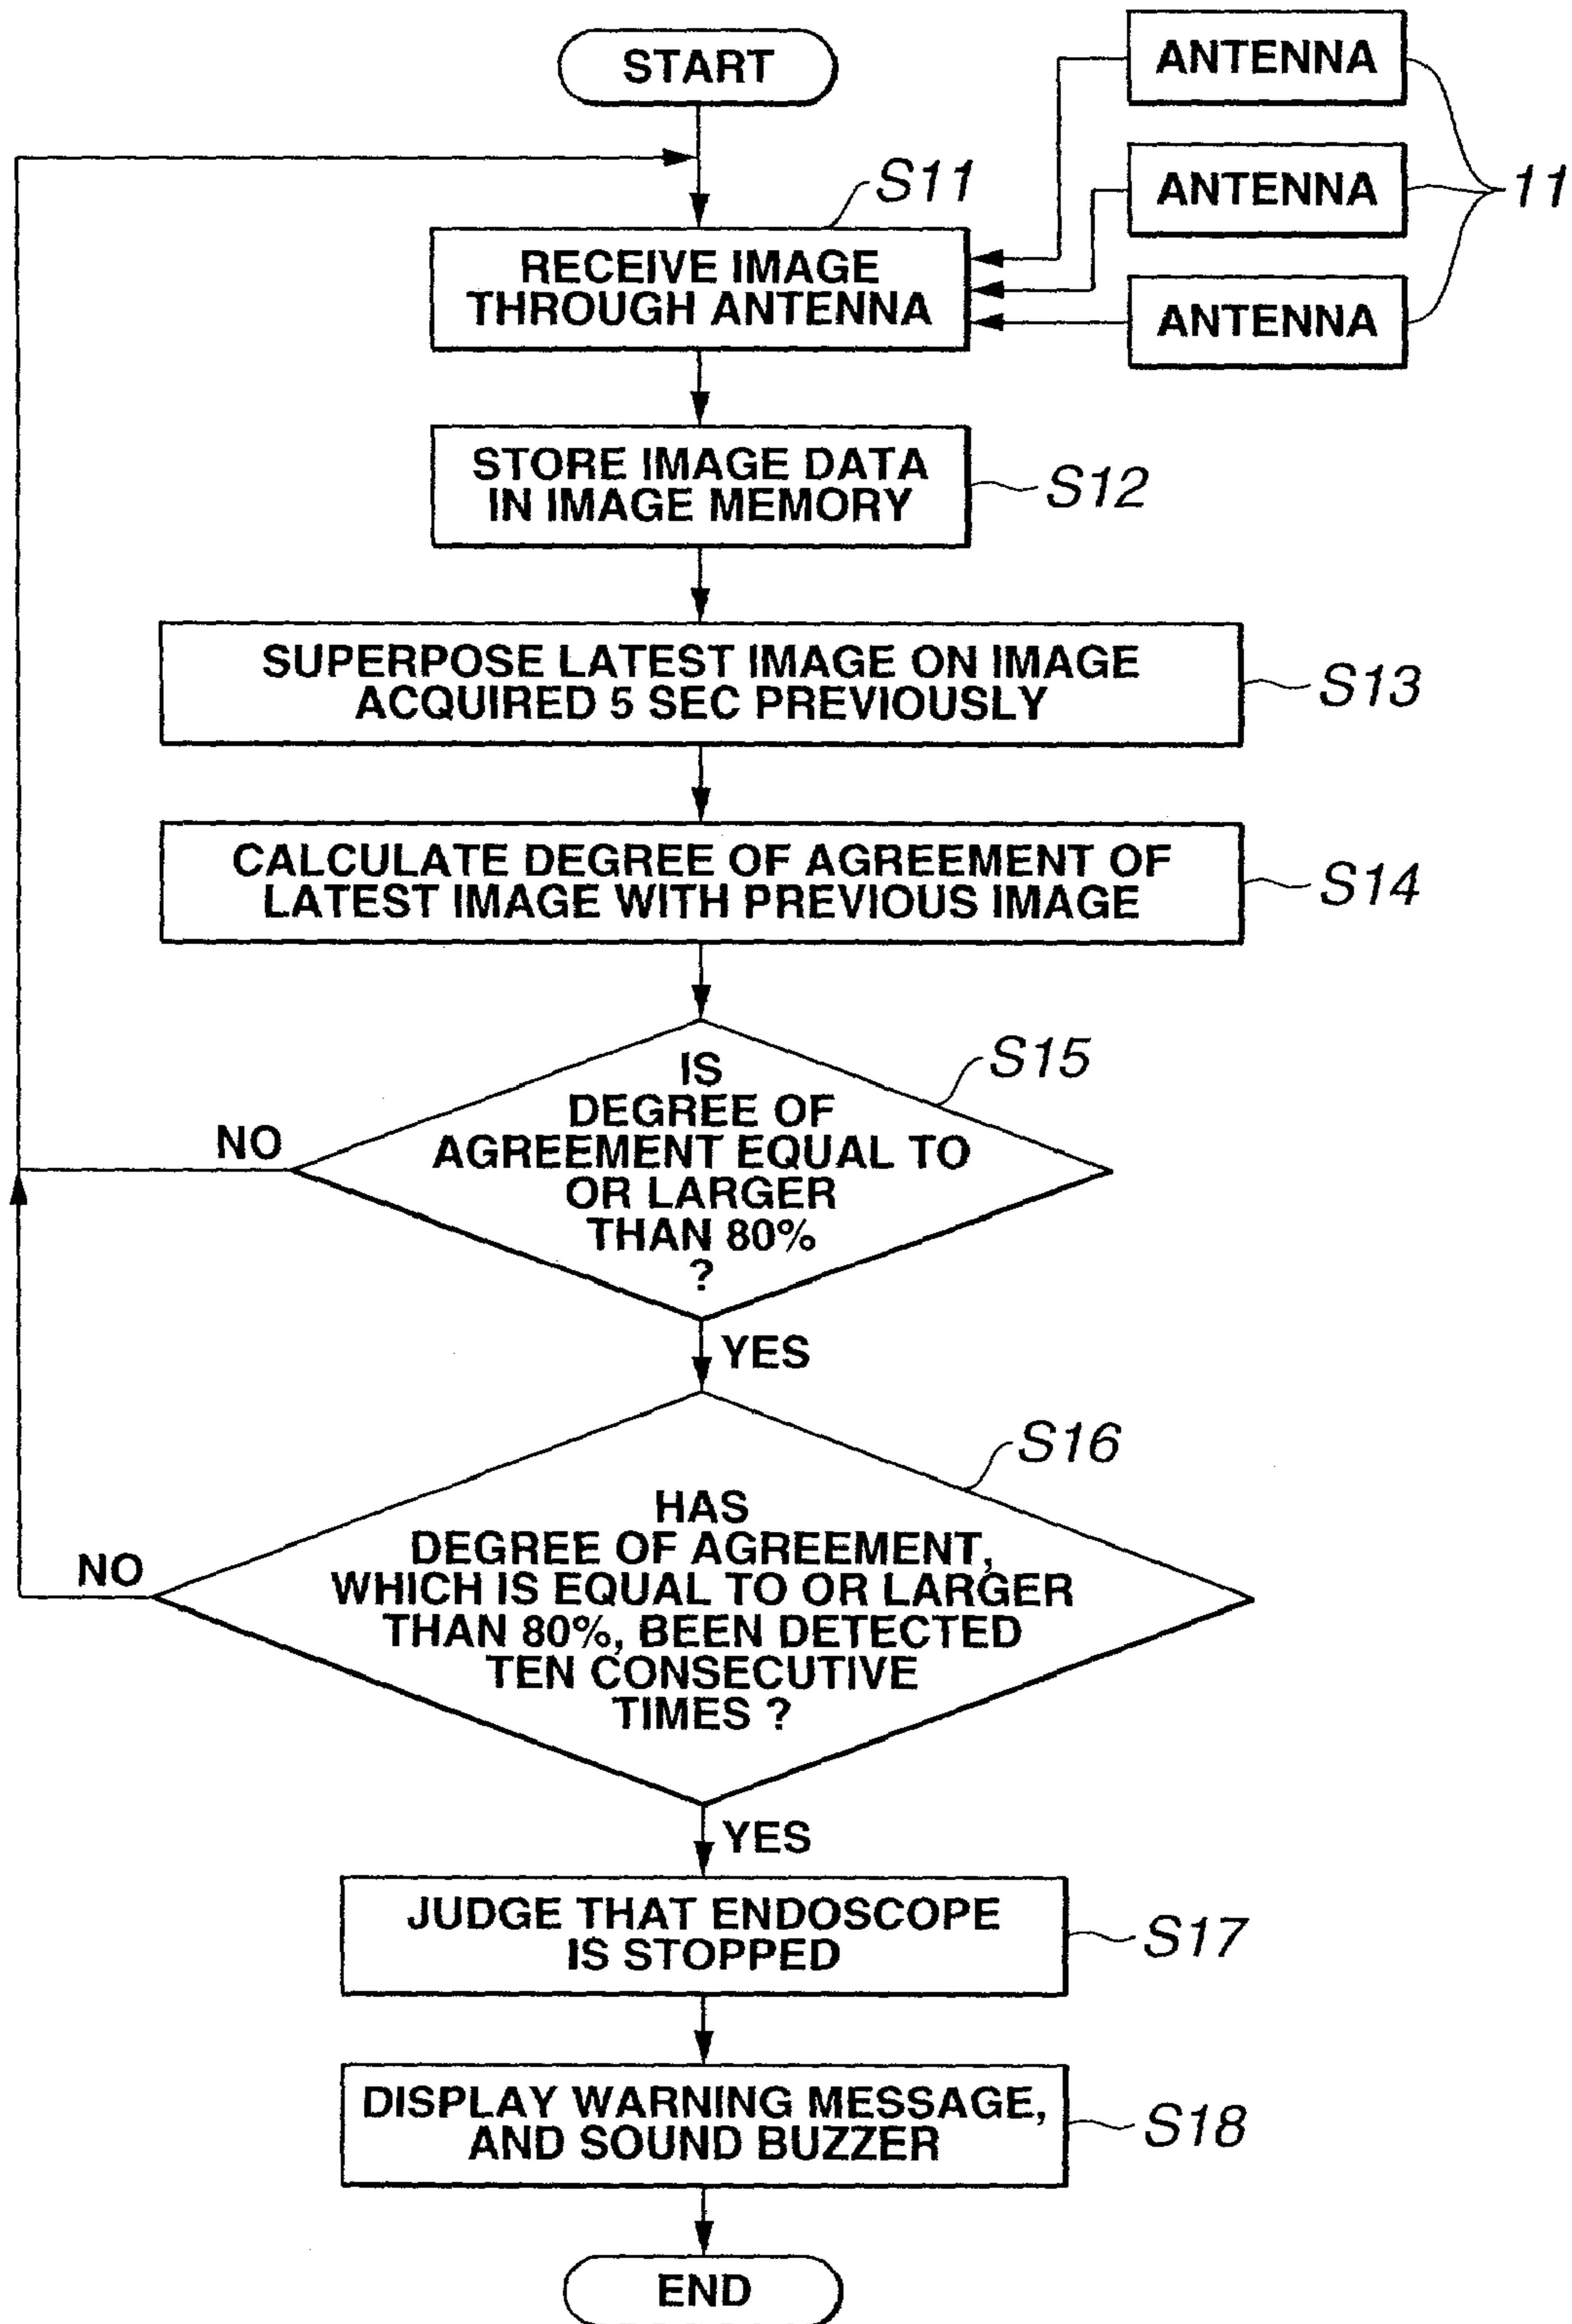 START
ANTENNA
ANTENNA
ANTENNA
11
S11
RECEIVE IMAGE
THROUGH ANTENNA
STORE IMAGE DATA
IN IMAGE MEMORY
S12
SUPERPOSE LATEST IMAGE ON IMAGE
ACQUIRED 5 SEC PREVIOUSLY
S13
CALCULATE DEGREE OF AGREEMENT OF
LATEST IMAGE WITH PREVIOUS IMAGE
S14
S15
IS
DEGREE OF
AGREEMENT EQUAL TO
OR LARGER
THAN 80%
?
NO
YES
S16
HAS
DEGREE OF AGREEMENT,
WHICH IS EQUAL TO OR LARGER
THAN 80%, BEEN DETECTED
TEN CONSECUTIVE
TIMES ?
NO
YES
JUDGE THAT ENDOSCOPE
IS STOPPED
S17
DISPLAY WARNING MESSAGE,
AND SOUND BUZZER
S18
END